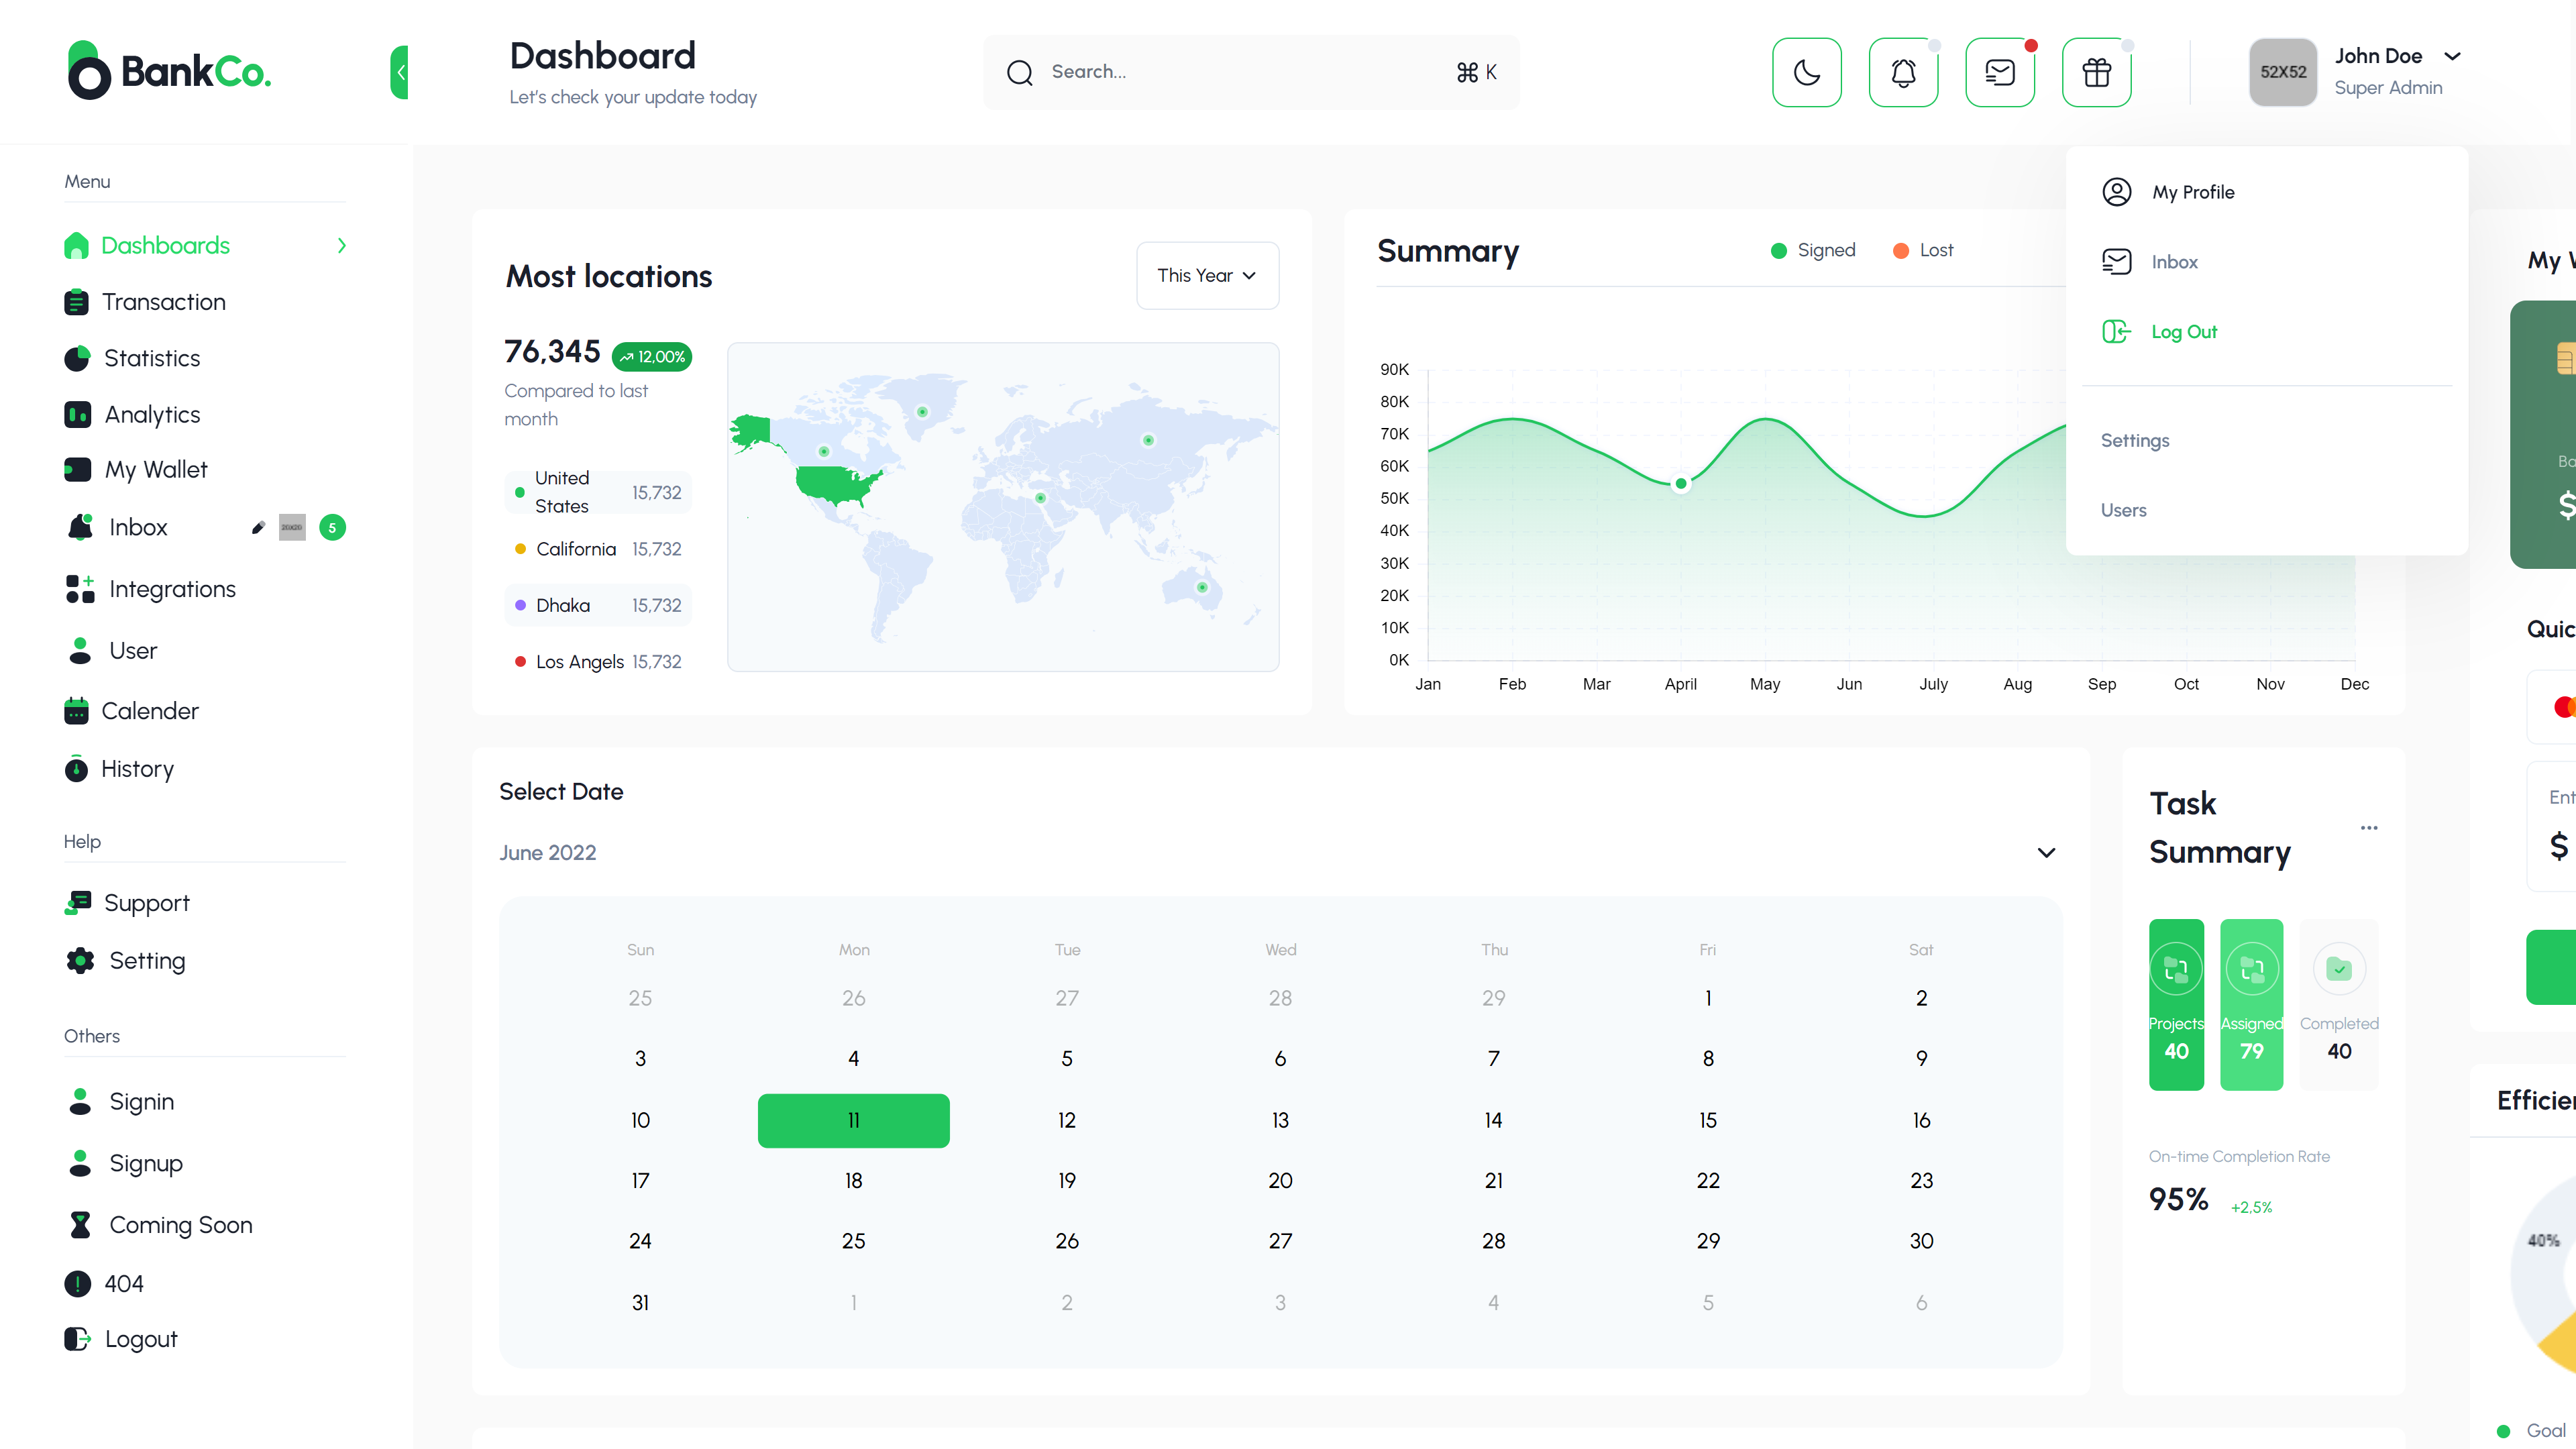 BankCo.
Dashboard
Let's check your update today
Search...
⌘ K
52X52
John Doe
Super Admin
Menu
Dashboards
Transaction
Statistics
Analytics
My Wallet
Inbox
20X20
5
Integrations
User
Calender
History
Help
Support
Setting
Others
Signin
Signup
Coming Soon
404
Logout
Most locations
This Year
76,345
12,00%
Compared to last
month
United
States
15,732
California 15,732
Dhaka 15,732
Los Angels 15,732
Summary
Signed
Lost
90K
80K
70K
60K
50K
40K
30K
20K
10K
0K
Jan Feb Mar April May Jun July Aug Sep Oct Nov Dec
My Profile
Inbox
Log Out
Settings
Users
My
$
$
Select Date
June 2022
Sun Mon Tue Wed Thu Fri Sat
25 26 27 28 29 1 2
3 4 5 6 7 8 9
10 11 12 13 14 15 16
17 18 19 20 21 22 23
24 25 26 27 28 29 30
31 1 2 3 4 5 6
Task
Summary
Projects
40
Assigned
79
Completed
40
On-time Completion Rate
95% +2,5%
40%
Goal